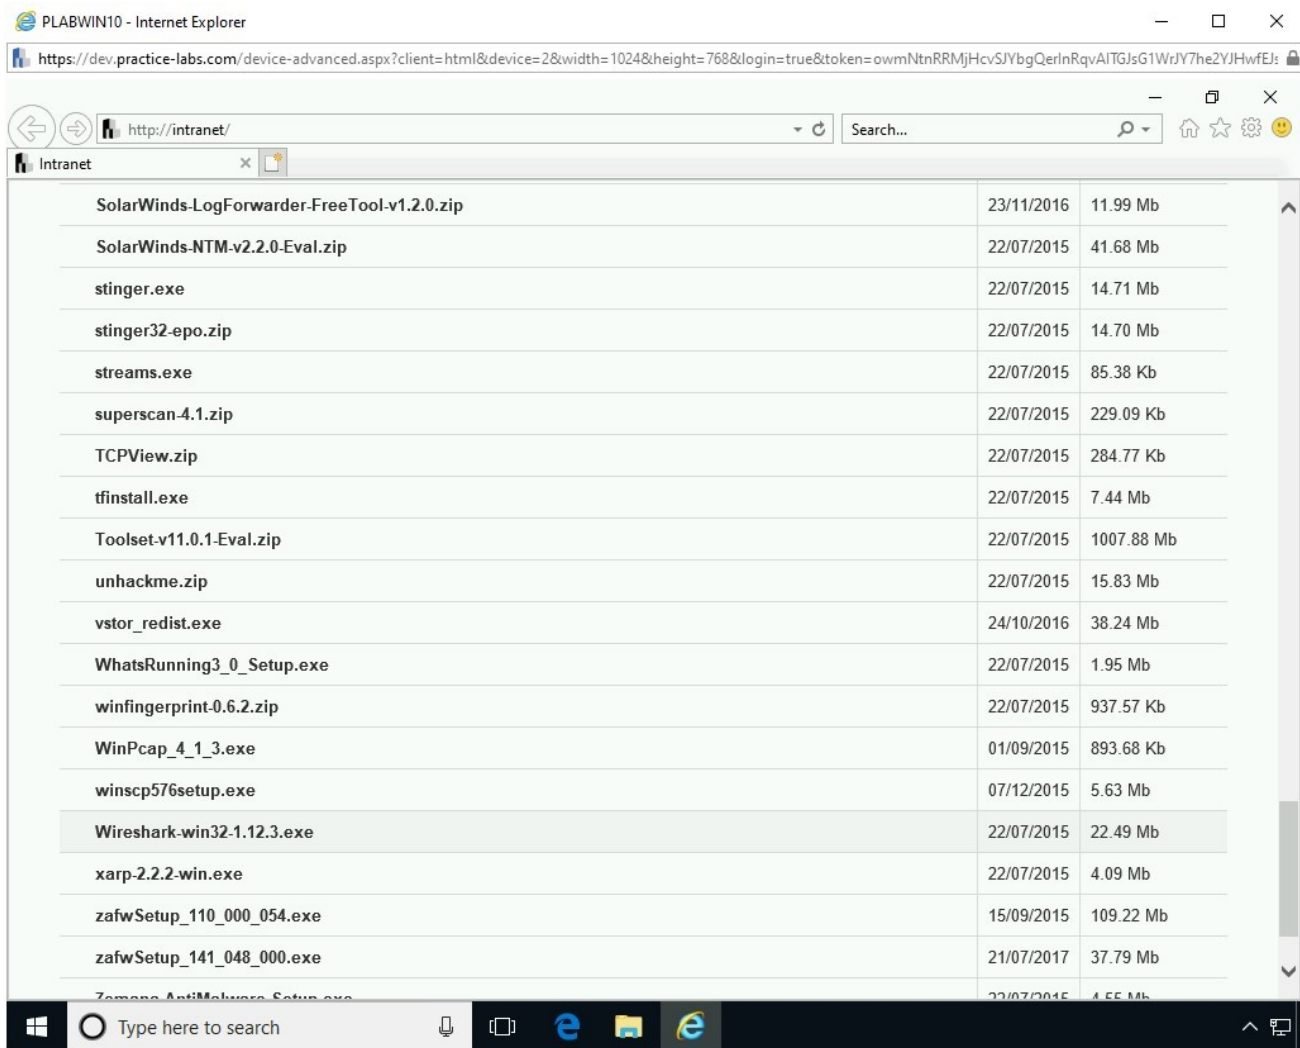 PLABWIN10 - Internet Explorer
https://dev.practice-labs.com/device-advanced.aspx?client=html&device=2&width=1024&height=768&login=true&token=owmNtnRRMjHcvSJYbgQerlnRqvAITGJsG1WrJY7he2YJHwfEJs
http://intranet/ Search...
Intranet
SolarWinds-LogForwarder-FreeTool-v1.2.0.zip 23/11/2016 11.99 Mb
SolarWinds-NTM-v2.2.0-Eval.zip 22/07/2015 41.68 Mb
stinger.exe 22/07/2015 14.71 Mb
stinger32-epo.zip 22/07/2015 14.70 Mb
streams.exe 22/07/2015 85.38 Kb
superscan-4.1.zip 22/07/2015 229.09 Kb
TCPView.zip 22/07/2015 284.77 Kb
tfinstall.exe 22/07/2015 7.44 Mb
Toolset-v11.0.1-Eval.zip 22/07/2015 1007.88 Mb
unhackme.zip 22/07/2015 15.83 Mb
vstor_redist.exe 24/10/2016 38.24 Mb
WhatsRunning3_0_Setup.exe 22/07/2015 1.95 Mb
winfingerprint-0.6.2.zip 22/07/2015 937.57 Kb
WinPcap_4_1_3.exe 01/09/2015 893.68 Kb
winscp576setup.exe 07/12/2015 5.63 Mb
Wireshark-win32-1.12.3.exe 22/07/2015 22.49 Mb
xarp-2.2.2-win.exe 22/07/2015 4.09 Mb
zafwSetup_110_000_054.exe 15/09/2015 109.22 Mb
zafwSetup_141_048_000.exe 21/07/2017 37.79 Mb
Zemana.AntiMalware.Setup.exe 22/07/2015 4.55 Mb
Type here to search